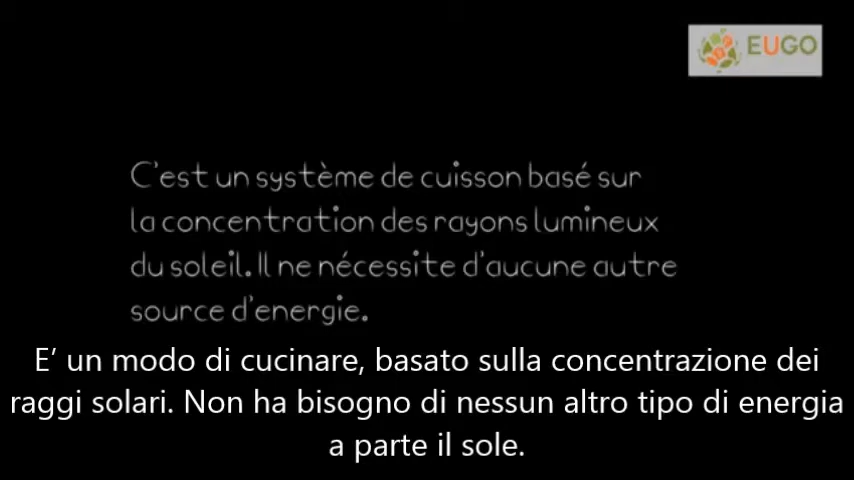 EUGO
C'est un système de cuisson basé sur
la concentration des rayons lumineux
du soleil. Il ne nécessite d'aucune autre
source d'energie.
E' un modo di cucinare, basato sulla concentrazione dei
raggi solari. Non ha bisogno di nessun altro tipo di energia
a parte il sole.